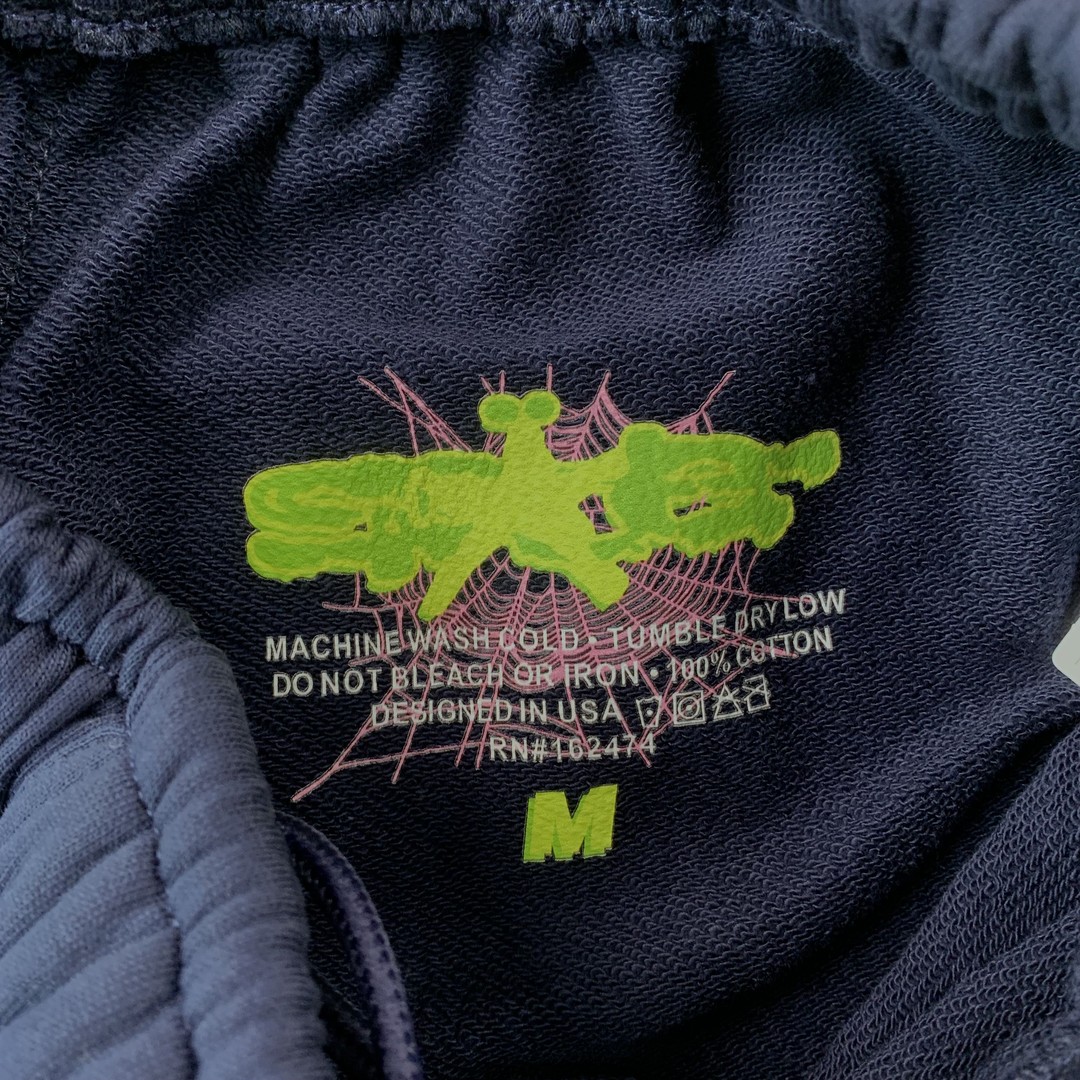 MACHINE WASH COLD • TUMBLE DRY LOW
DO NOT BLEACH OR IRON • 100% COTTON
DESIGNED IN USA
RN#162474
M